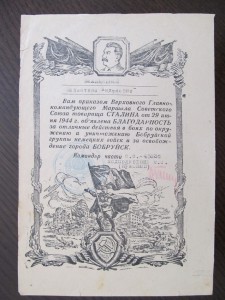 Вам приказом Верховного Главно-
командующего Маршала Советского
Союза товарища СТАЛИНА от 29 июня
1944 г. объявлена БЛАГОДАРНОСТЬ
за отличные действия в боях по окру-
жению и уничтожению Бобруйской
группы немецких войск и за освобож-
дение города БОБРУЙСК.
Командир части